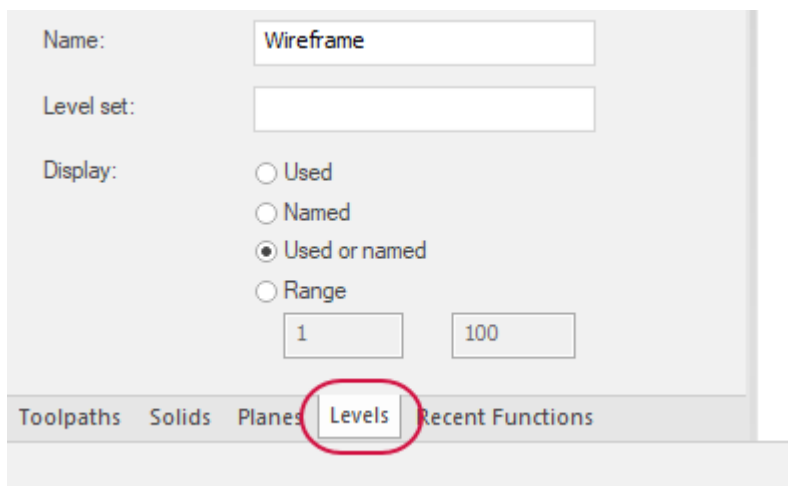 Name: Wireframe
Level set:
Display: Used
Named
Used or named
Range
1 100
Toolpaths Solids Planes Levels Recent Functions